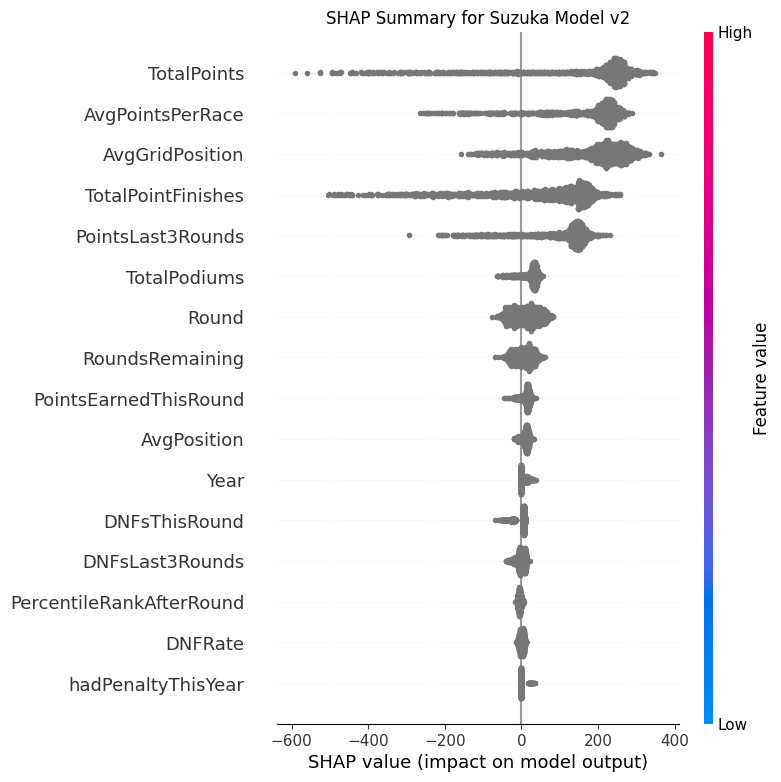 SHAP Summary for Suzuka Model v2
High
TotalPoints
AvgPointsPerRace
AvgGridPosition
TotalPointFinishes
PointsLast3Rounds
TotalPodiums
Round
RoundsRemaining
PointsEarnedThisRound
AvgPosition
Year
DNFsThisRound
DNFsLast3Rounds
PercentileRankAfterRound
DNFRate
hadPenaltyThisYear
Feature value
Low
−600 −400 −200 0 200 400
SHAP value (impact on model output)